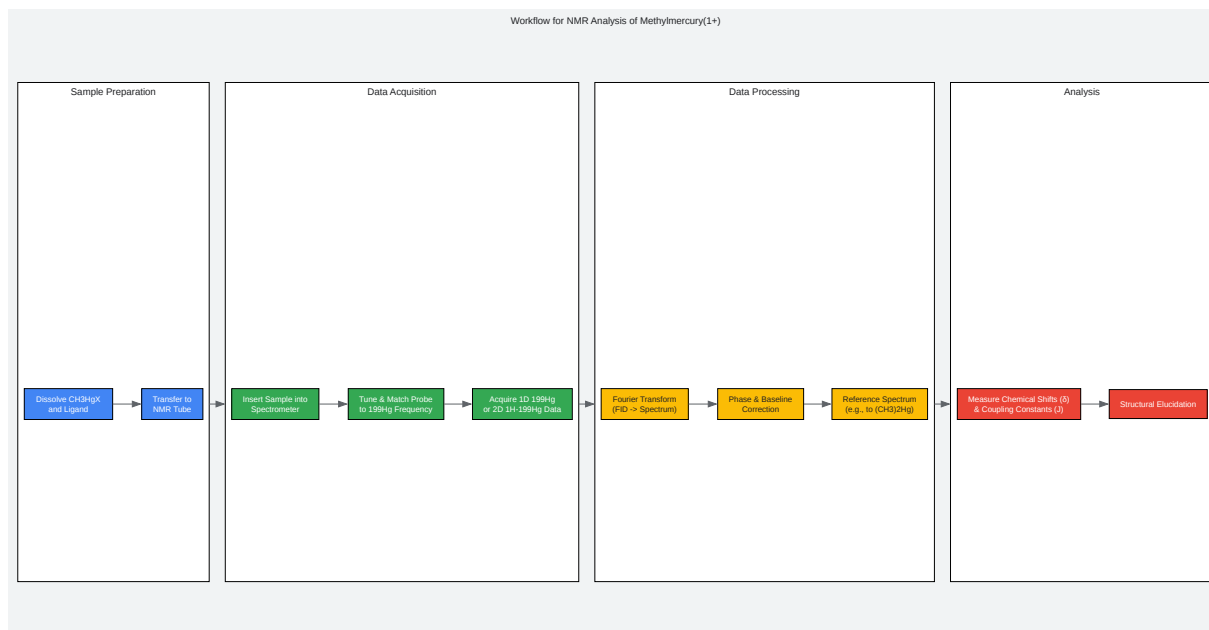 Workflow for NMR Analysis of Methylmercury(1+)
Sample Preparation
Dissolve CH3HgX
and Ligand
Transfer to
NMR Tube
Data Acquisition
Insert Sample into
Spectrometer
Tune & Match Probe
to 199Hg Frequency
Acquire 1D 199Hg
or 2D 1H-199Hg Data
Data Processing
Fourier Transform
(FID -> Spectrum)
Phase & Baseline
Correction
Reference Spectrum
(e.g., to (CH3)2Hg)
Analysis
Measure Chemical Shifts (δ)
& Coupling Constants (J)
Structural Elucidation